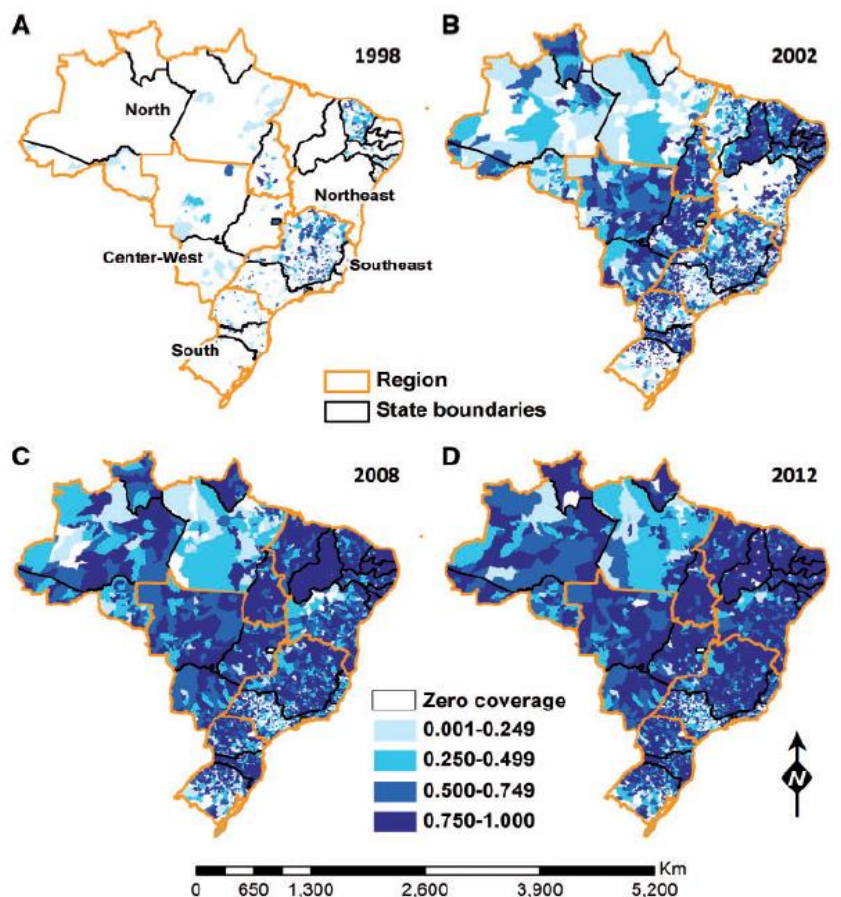 A
1998
North
Northeast
Center-West
Southeast
South
B
2002
Region
State boundaries
C
2008
D
2012
Zero coverage
0.001-0.249
0.250-0.499
0.500-0.749
0.750-1.000
N
Km
0 650 1,300 2,600 3,900 5,200